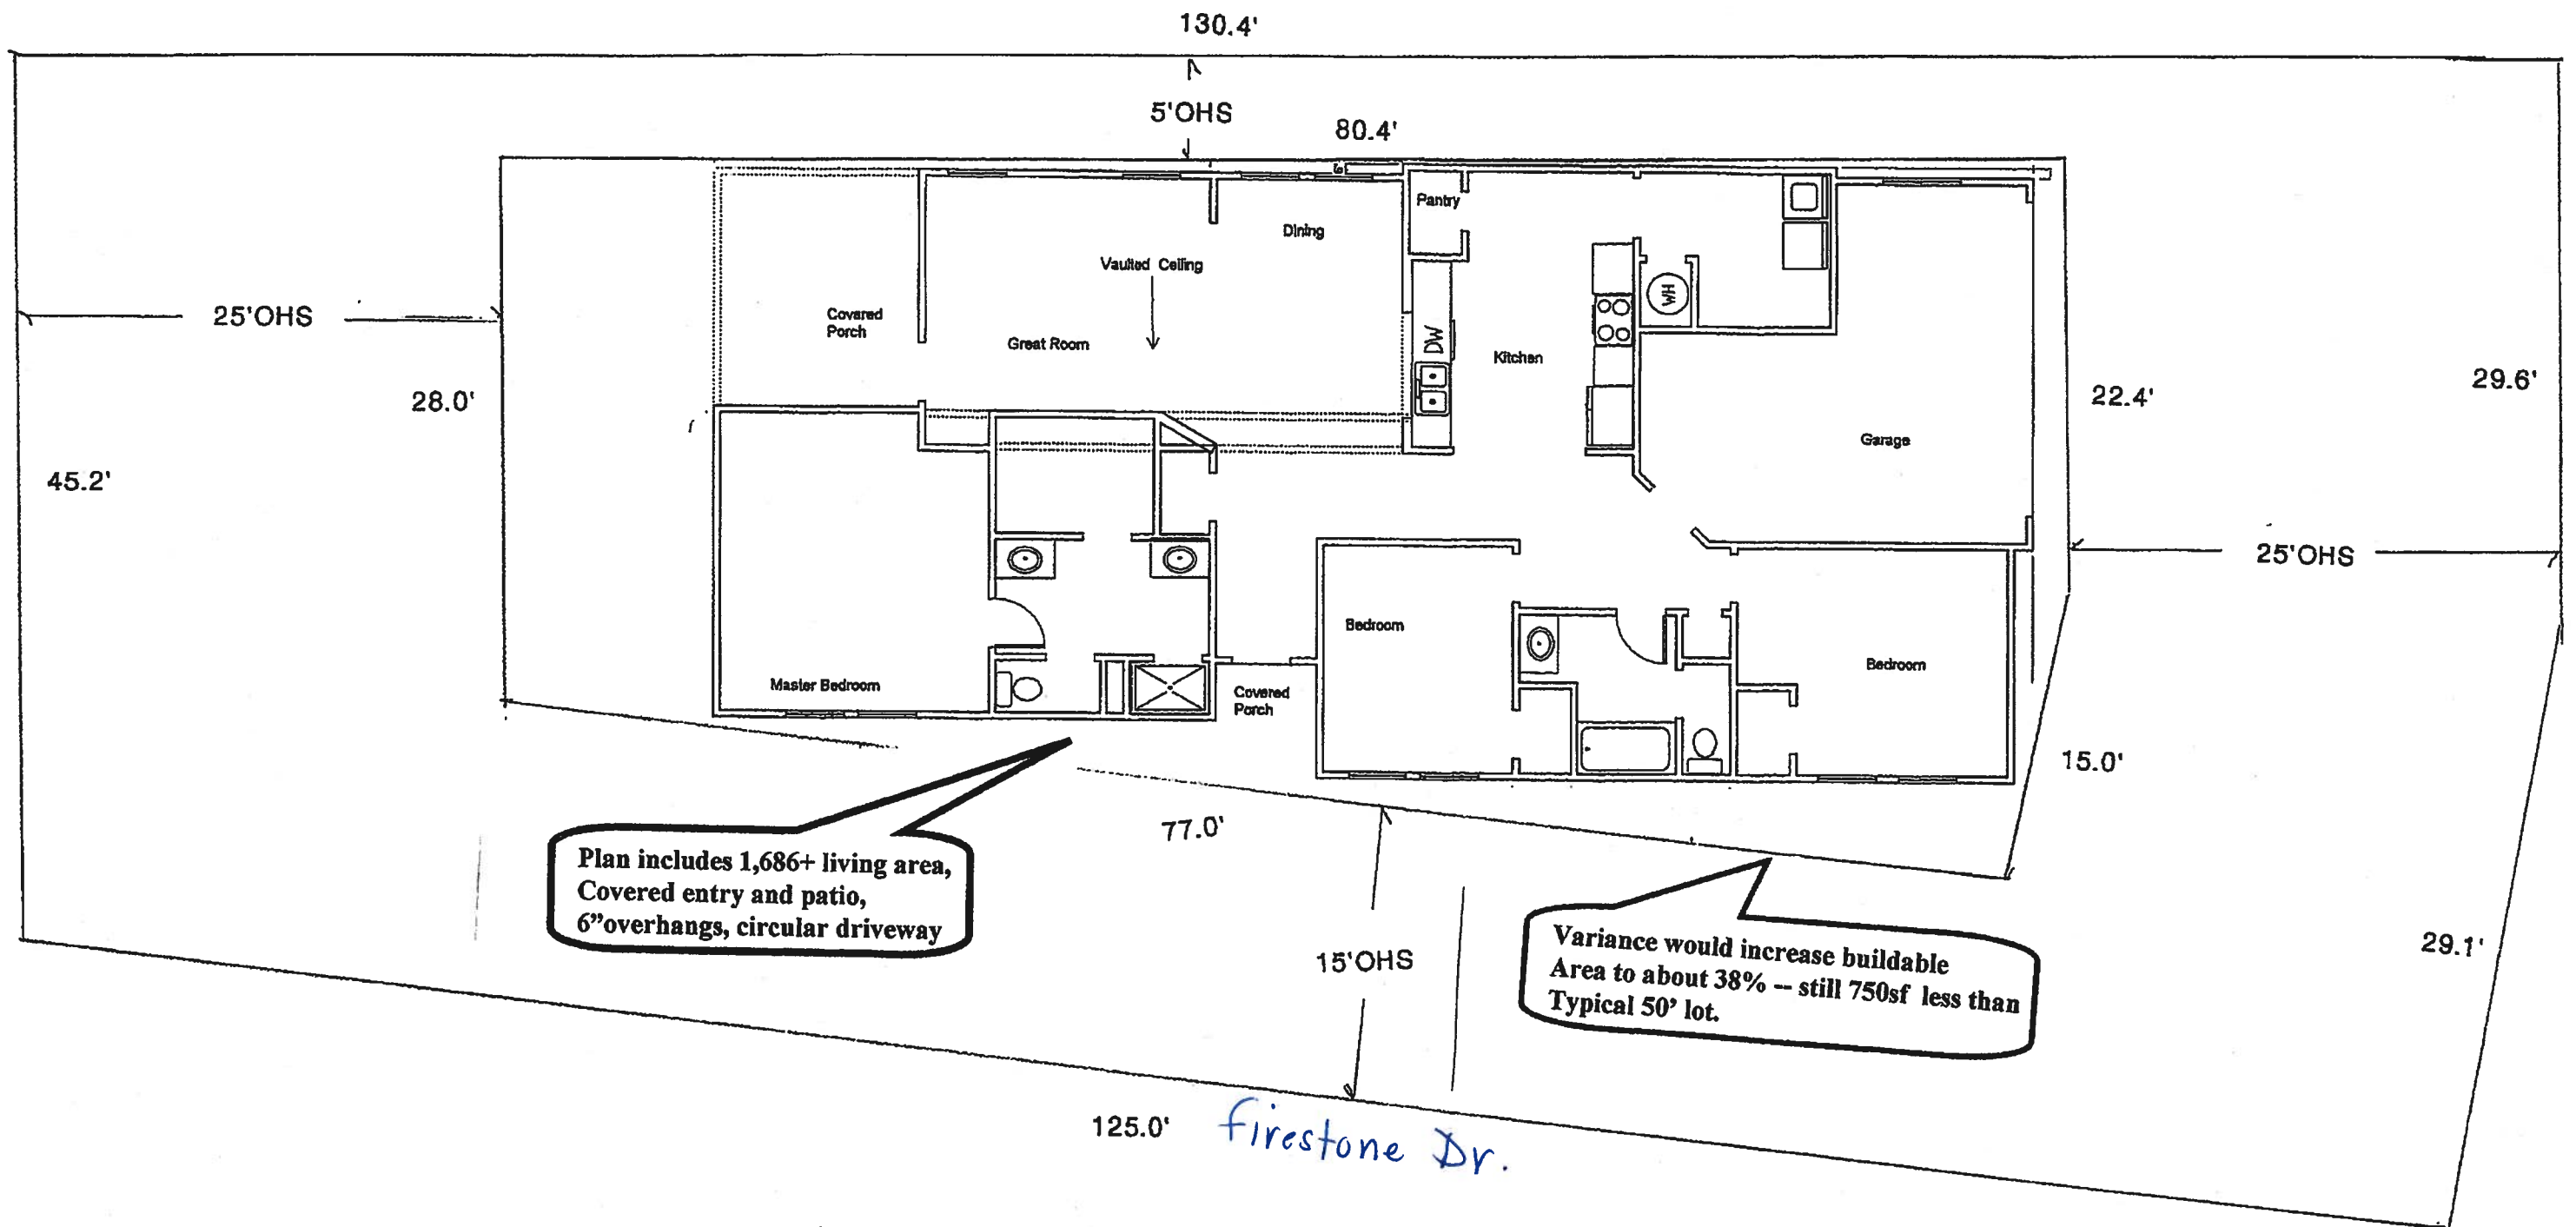 130.4'
5'OHS
80.4'
Pantry
Dining
Vaulted Ceiling
WH
25'OHS
Covered
Porch
Great Room
DW
Kitchen
28.0'
22.4'
29.6'
Garage
45.2'
25'OHS
Bedroom
Bedroom
Master Bedroom
Covered
Porch
15.0'
77.0'
Plan includes 1,686+ living area,
Covered entry and patio,
6”overhangs, circular driveway
15'OHS
Variance would increase buildable
Area to about 38% -- still 750sf less than
Typical 50’ lot.
29.1'
125.0'
Firestone Dr.